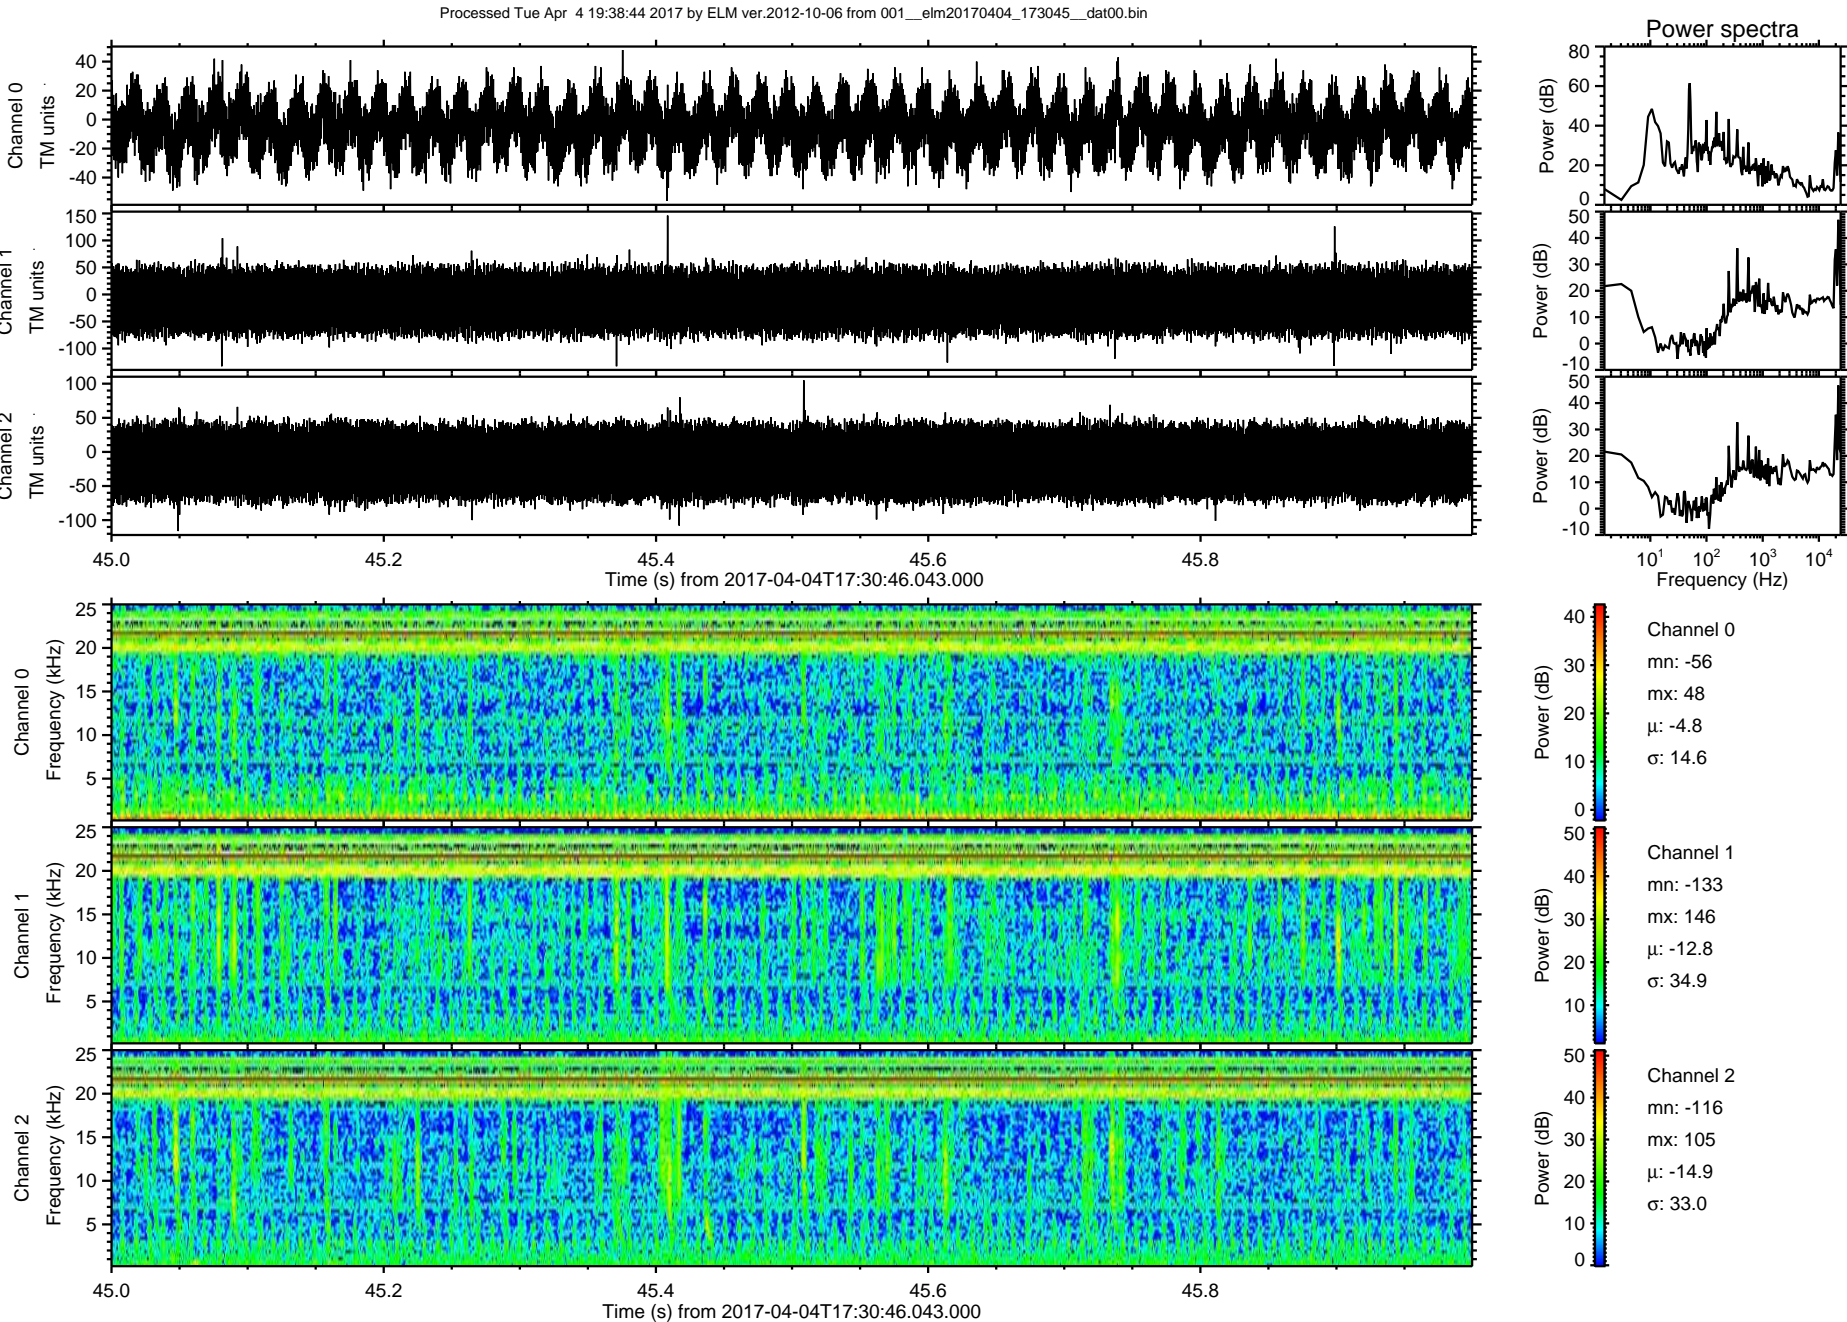 Processed Tue Apr  4 19:38:44 2017 by ELM ver.2012-10-06 from 001__elm20170404_173045__dat00.bin
Power spectra
Channel 0
TM units
40
20
0
-20
-40
Power (dB)
80
60
40
20
0
Channel 1
TM units
150
100
50
0
-50
-100
Power (dB)
50
40
30
20
10
0
-10
Channel 2
TM units
100
50
0
-50
-100
Power (dB)
50
40
30
20
10
0
-10
45.0 45.2 45.4 45.6 45.8
Time (s) from 2017-04-04T17:30:46.043.000
10¹ 10² 10³ 10⁴
Frequency (Hz)
Channel 0
Frequency (kHz)
25
20
15
10
5
Power (dB)
40
30
20
10
0
Channel 0
mn: -56
mx: 48
μ: -4.8
σ: 14.6
Channel 1
Frequency (kHz)
25
20
15
10
5
Power (dB)
50
40
30
20
10
Channel 1
mn: -133
mx: 146
μ: -12.8
σ: 34.9
Channel 2
Frequency (kHz)
25
20
15
10
5
Power (dB)
50
40
30
20
10
0
Channel 2
mn: -116
mx: 105
μ: -14.9
σ: 33.0
45.0 45.2 45.4 45.6 45.8
Time (s) from 2017-04-04T17:30:46.043.000